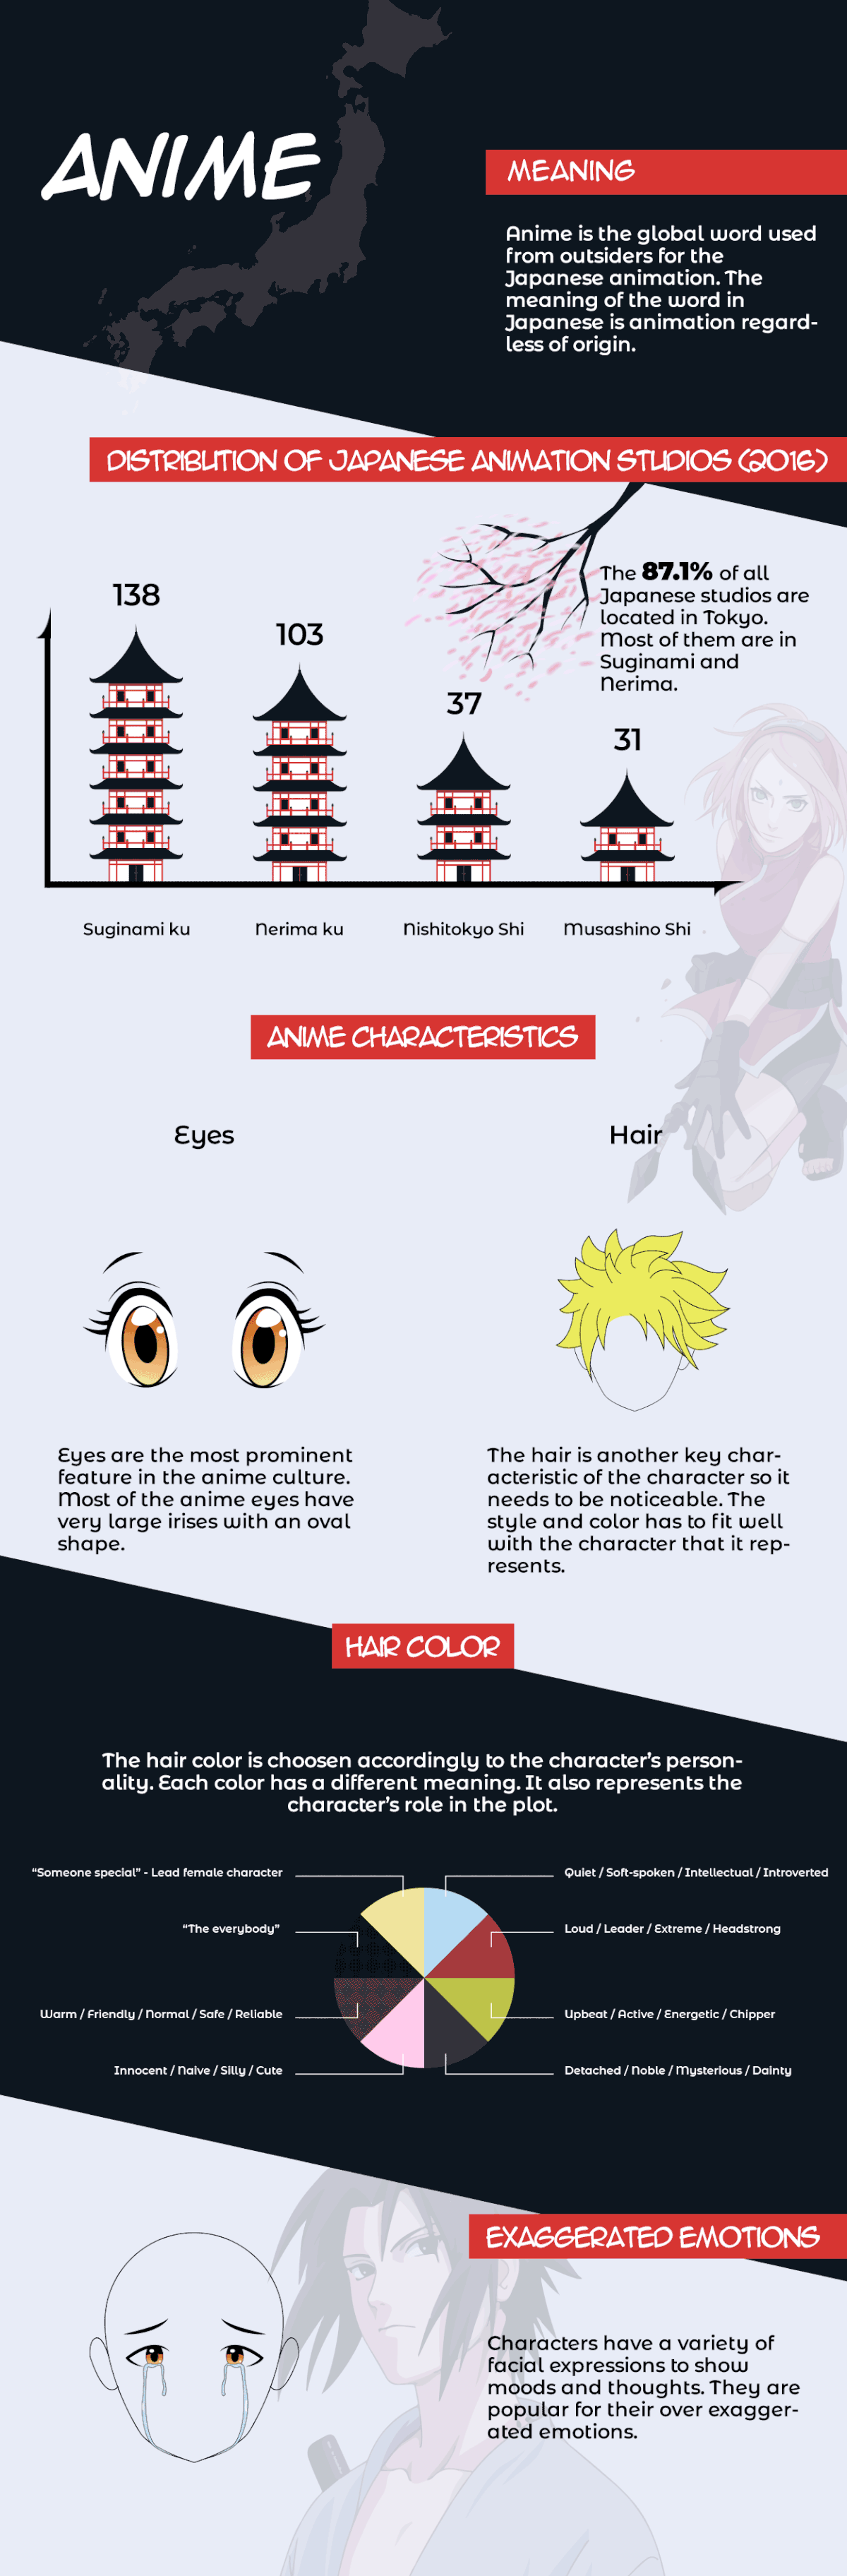 ANIME
MEANING
Anime is the global word used
from outsiders for the
Japanese animation. The
meaning of the word in
Japanese is animation regard-
less of origin.
DISTRIBUTION OF JAPANESE ANIMATION STUDIOS (2016)
The 87.1% of all
Japanese studios are
located in Tokyo.
Most of them are in
Suginami and
Nerima.
138
103
37
31
Suginami ku
Nerima ku
Nishitokyo Shi
Musashino Shi
ANIME CHARACTERISTICS
Eyes
Hair
Eyes are the most prominent
feature in the anime culture.
Most of the anime eyes have
very large irises with an oval
shape.
The hair is another key char-
acteristic of the character so it
needs to be noticeable. The
style and color has to fit well
with the character that it rep-
resents.
HAIR COLOR
The hair color is choosen accordingly to the character's person-
ality. Each color has a different meaning. It also represents the
character's role in the plot.
"Someone special" - Lead female character
"The everybody"
Warm / Friendly / Normal / Safe / Reliable
Innocent / Naive / Silly / Cute
Quiet / Soft-spoken / Intellectual / Introverted
Loud / Leader / Extreme / Headstrong
Upbeat / Active / Energetic / Chipper
Detached / Noble / Mysterious / Dainty
EXAGGERATED EMOTIONS
Characters have a variety of
facial expressions to show
moods and thoughts. They are
popular for their over exagger-
ated emotions.